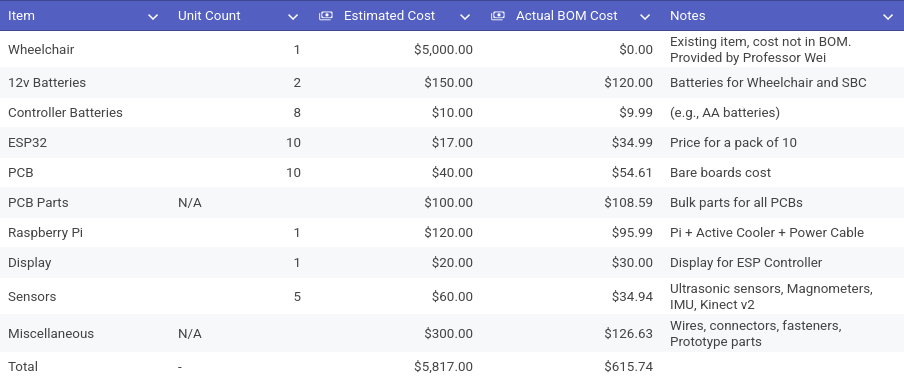 Item Unit Count Estimated Cost Actual BOM Cost Notes
Wheelchair 1 $5,000.00 $0.00 Existing item, cost not in BOM.
Provided by Professor Wei
12v Batteries 2 $150.00 $120.00 Batteries for Wheelchair and SBC
Controller Batteries 8 $10.00 $9.99 (e.g., AA batteries)
ESP32 10 $17.00 $34.99 Price for a pack of 10
PCB 10 $40.00 $54.61 Bare boards cost
PCB Parts N/A $100.00 $108.59 Bulk parts for all PCBs
Raspberry Pi 1 $120.00 $95.99 Pi + Active Cooler + Power Cable
Display 1 $20.00 $30.00 Display for ESP Controller
Sensors 5 $60.00 $34.94 Ultrasonic sensors, Magnometers,
IMU, Kinect v2
Miscellaneous N/A $300.00 $126.63 Wires, connectors, fasteners,
Prototype parts
Total - $5,817.00 $615.74